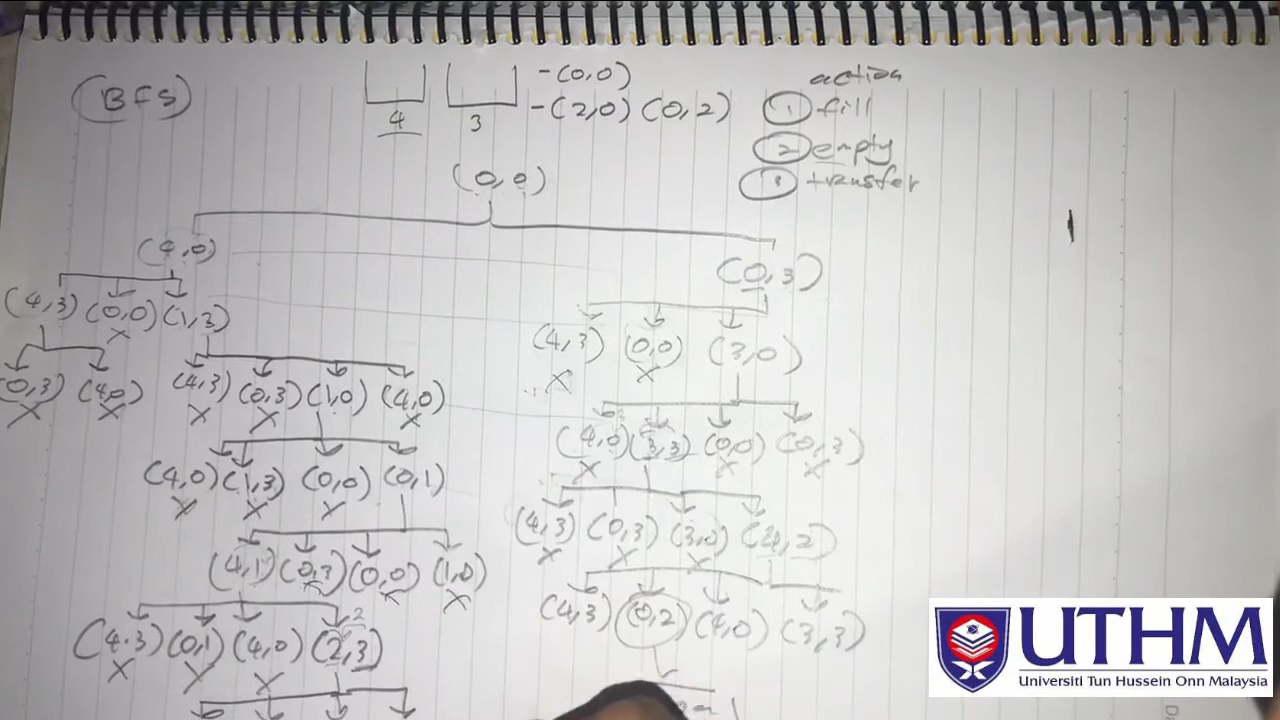 (BFS)
4
3
-(0,0)
-(2,0) (0,2)
action
1 fill
2 empty
3 transfer
(0,0)
(4,0)
(0,3)
(4,3) (0,0) (1,3)
X
(4,3) (0,0) (3,0)
X X
(0,3) (4,0)
X X
(4,3) (0,3) (1,0) (4,0)
X X X
(4,0) (3,3) (0,0) (0,3)
X X X
(4,0) (1,3) (0,0) (0,1)
X X X
(4,3) (0,3) (3,0) (4,2)
X X X
(4,1) (0,3) (0,0) (1,0)
X X X
(4,3) (0,2) (4,0) (3,3)
(4.3) (0,1) (4,0) (2,3)
X X X
UTHM
Universiti Tun Hussein Onn Malaysia